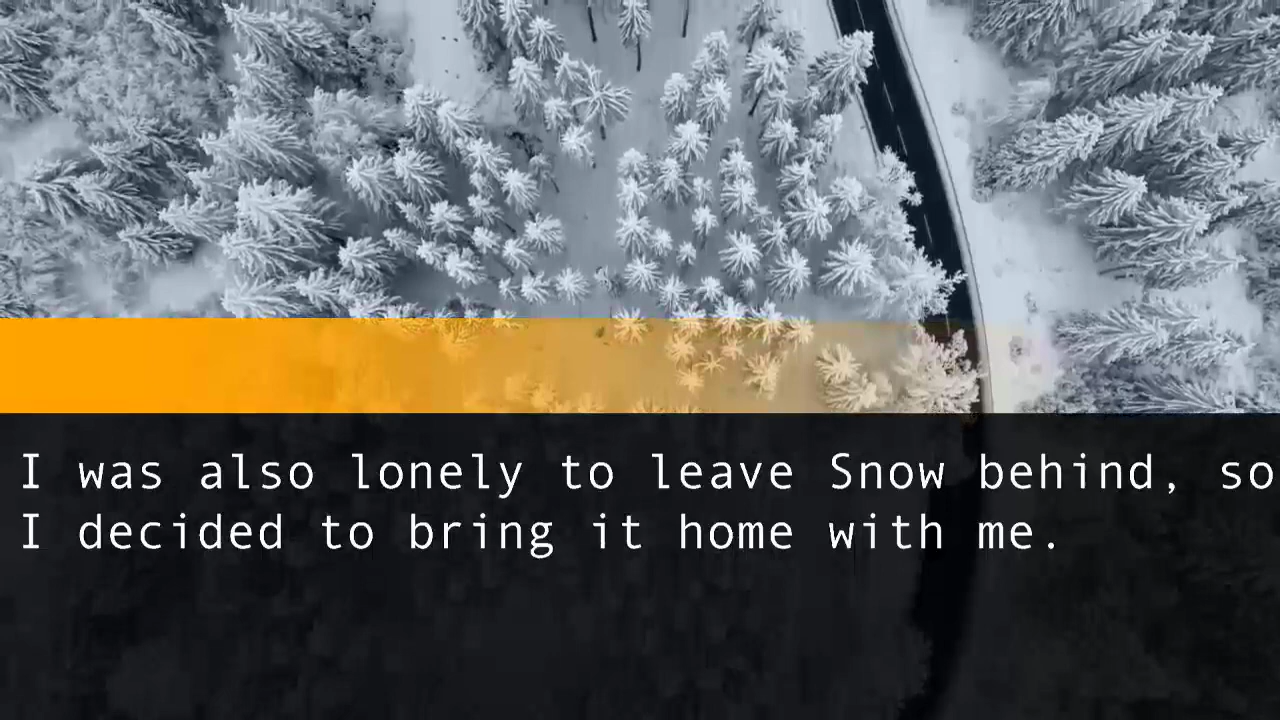 I was also lonely to leave Snow behind, so
I decided to bring it home with me.